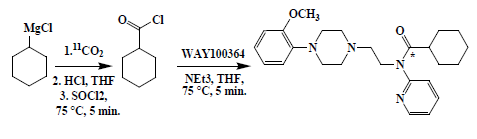 MgCl
1.¹¹CO₂
2. HCl, THF
3. SOCl2,
75 °C, 5 min.
O
Cl
WAY100364
NEt3, THF,
75 °C, 5 min.
OCH₃
N
N
N
O
*
N